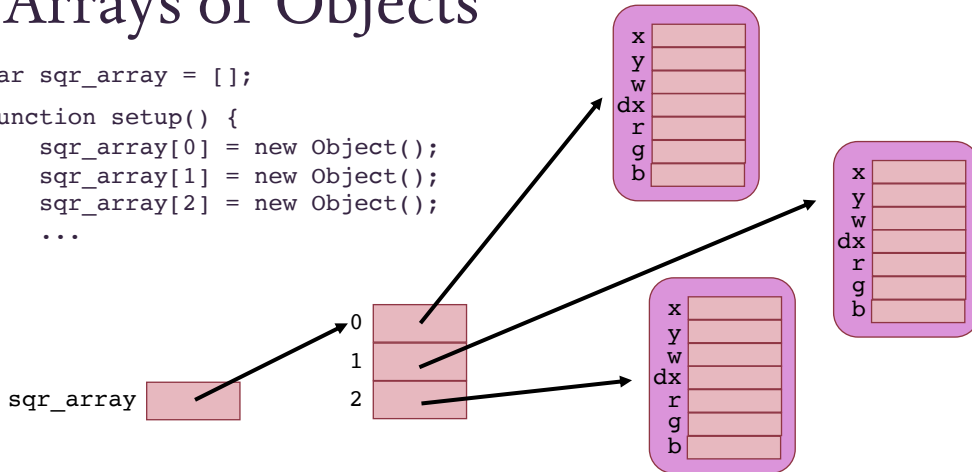 Arrays of Objects
ar sqr_array = [];
unction setup() {
sqr_array[0] = new Object();
sqr_array[1] = new Object();
sqr_array[2] = new Object();
...
x
y
w
dx
r
g
b
x
y
w
dx
r
g
b
0
1
2
sqr_array
x
y
w
dx
r
g
b